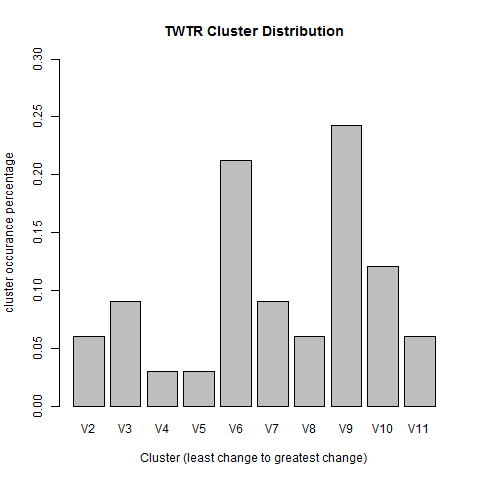 TWTR Cluster Distribution
cluster occurance percentage
0.30
0.25
0.20
0.15
0.10
0.05
0.00
V2 V3 V4 V5 V6 V7 V8 V9 V10 V11
Cluster (least change to greatest change)